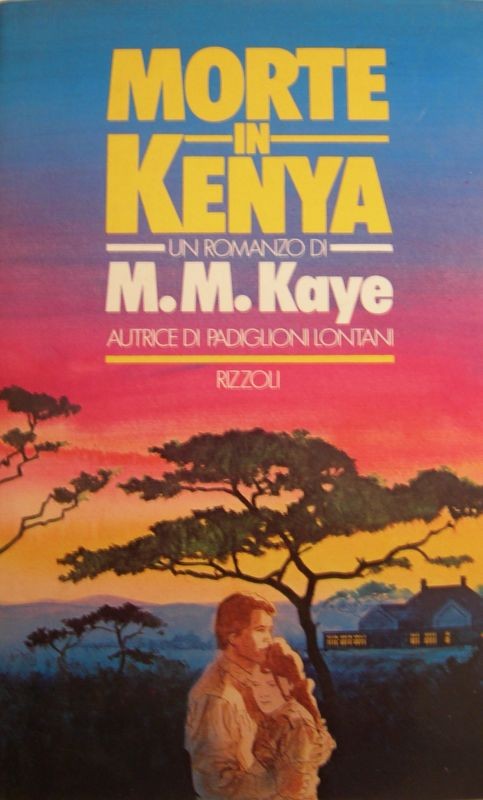 MORTE
IN
KENYA
UN ROMANZO DI
M.M. Kaye
AUTRICE DI PADIGLIONI LONTANI
RIZZOLI